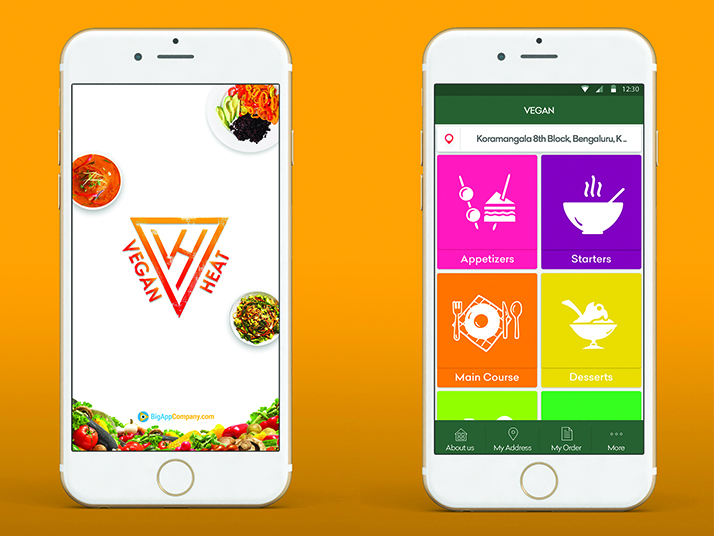 VEGAN
HEAT
BigAppCompany.com
12:30
VEGAN
Koramangala 8th Block, Bengaluru, K ...
Appetizers
Starters
Main Course
Desserts
About us
My Address
My Order
More